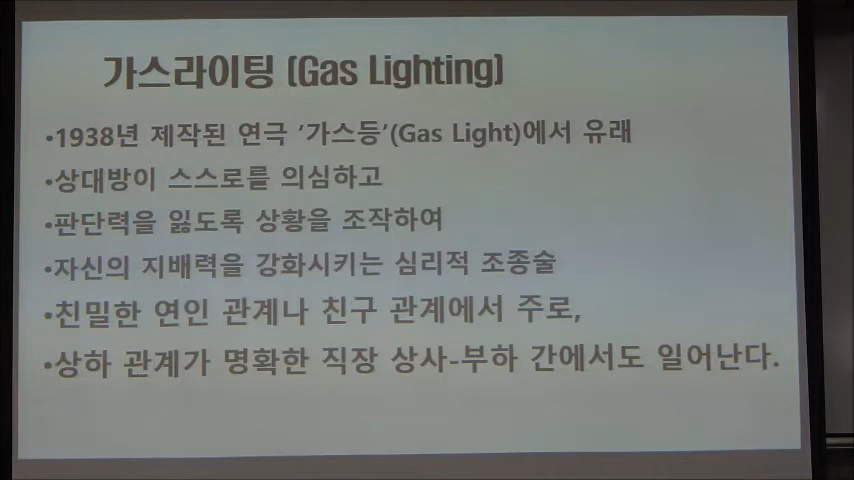 가스라이팅 (Gas Lighting)
•1938년 제작된 연극 '가스등'(Gas Light)에서 유래
•상대방이 스스로를 의심하고
•판단력을 잃도록 상황을 조작하여
•자신의 지배력을 강화시키는 심리적 조종술
•친밀한 연인 관계나 친구 관계에서 주로,
•상하 관계가 명확한 직장 상사-부하 간에서도 일어난다.